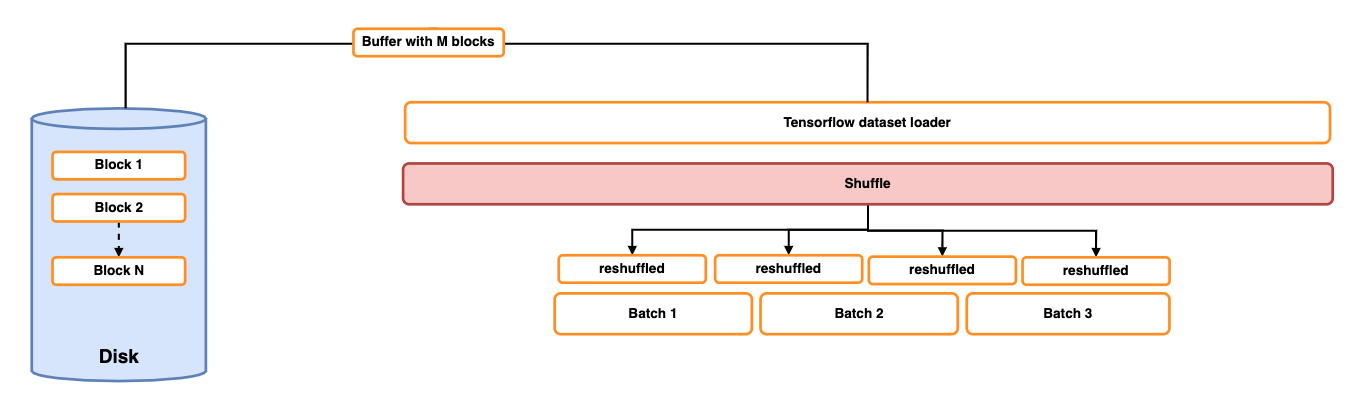 Buffer with M blocks
Tensorflow dataset loader
Block 1
Shuffle
Block 2
Block N
reshuffled
reshuffled
reshuffled
reshuffled
Batch 1
Batch 2
Batch 3
Disk